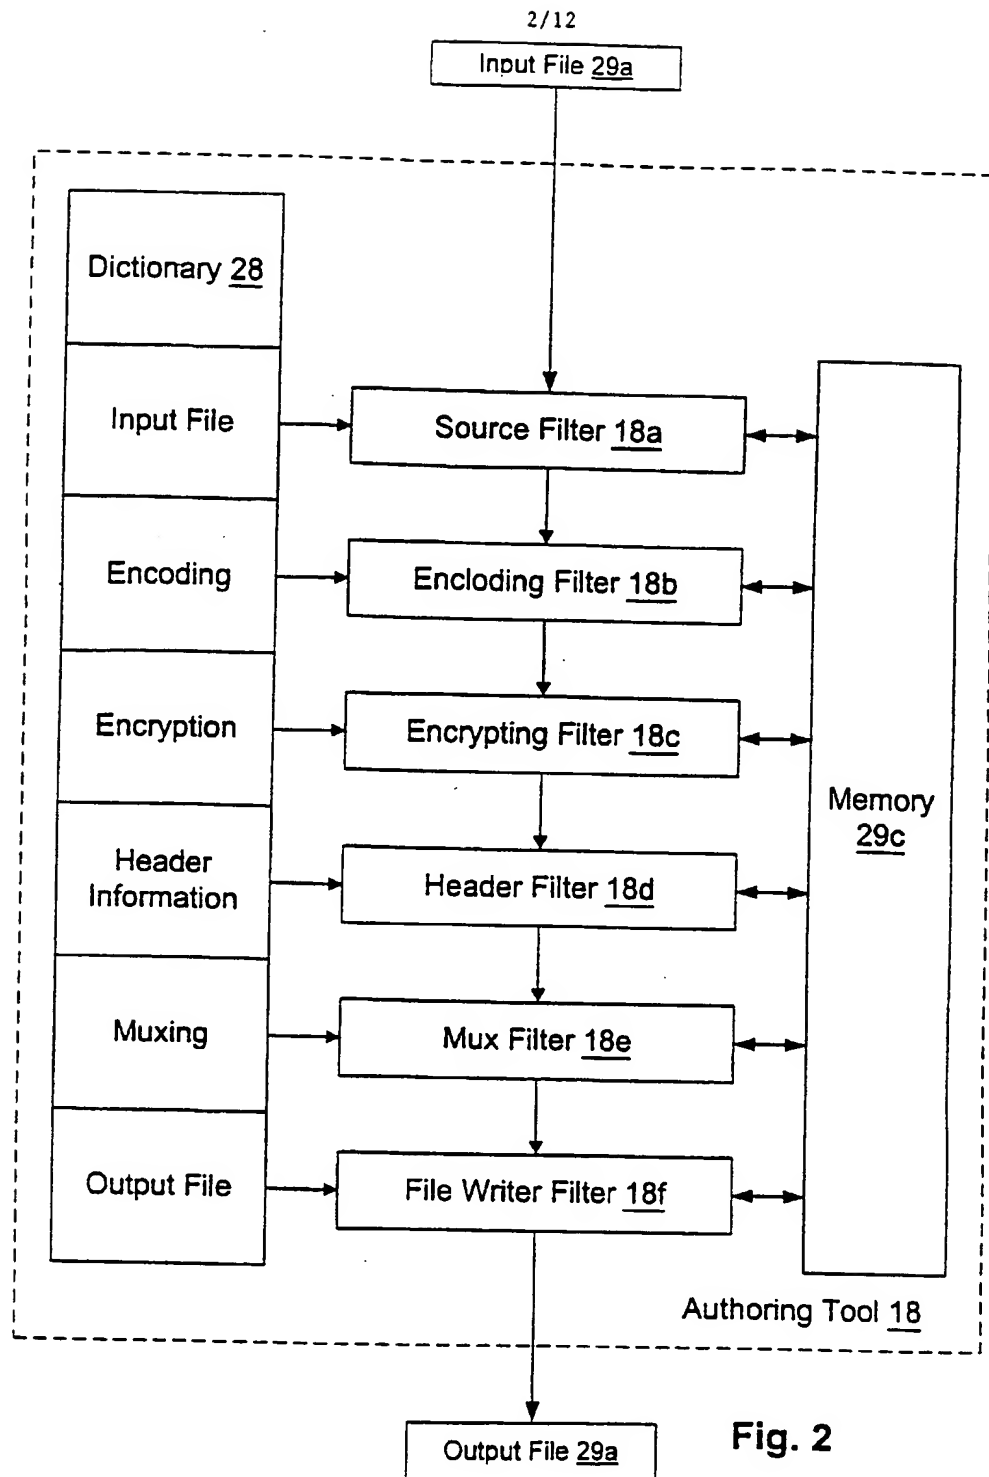 2/12
Input File 29a
Dictionary 28
Input File
Source Filter 18a
Encoding
Encloding Filter 18b
Encryption
Encrypting Filter 18c
Memory
29c
Header
Information
Header Filter 18d
Muxing
Mux Filter 18e
Output File
File Writer Filter 18f
Authoring Tool 18
Output File 29a
Fig. 2